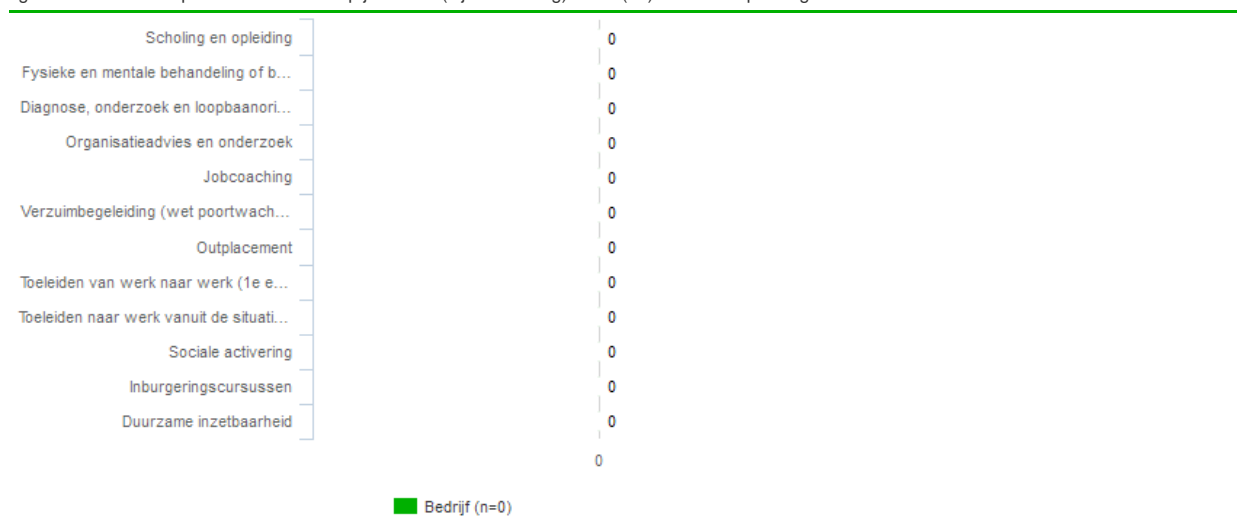 Scholing en opleiding 0
Fysieke en mentale behandeling of b... 0
Diagnose, onderzoek en loopbaanori... 0
Organisatieadvies en onderzoek 0
Jobcoaching 0
Verzuimbegeleiding (wet poortwach... 0
Outplacement 0
Toeleiden van werk naar werk (1e e... 0
Toeleiden naar werk vanuit de situati... 0
Sociale activering 0
Inburgeringscursussen 0
Duurzame inzetbaarheid 0
0
Bedrijf (n=0)